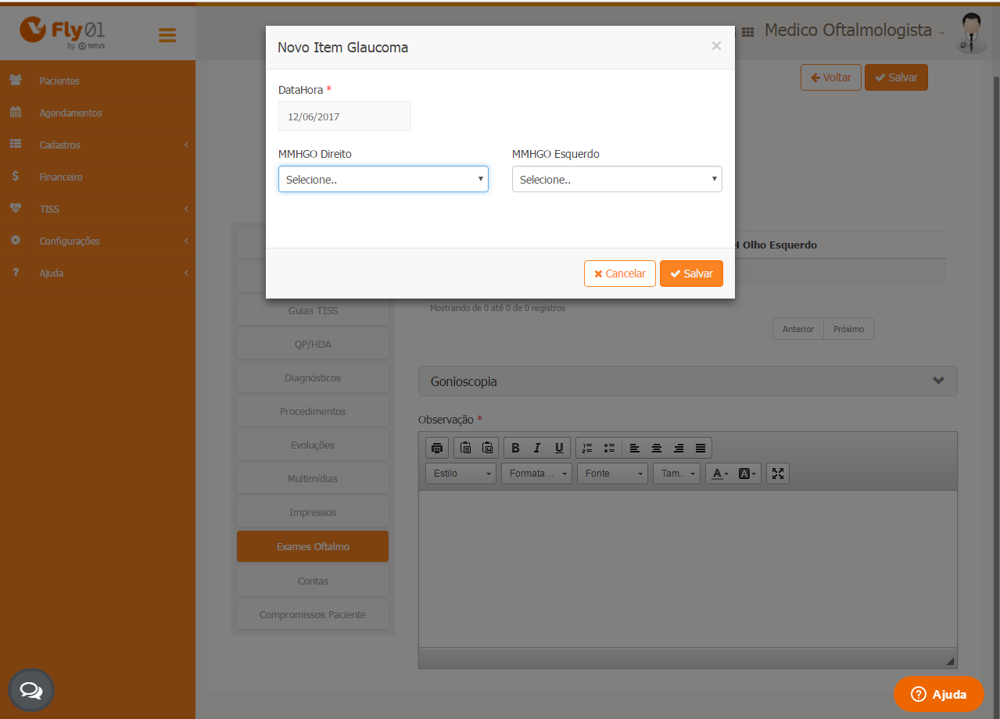 Fly01
by TOTVS
Medico Oftalmologista
Novo Item Glaucoma
×
Voltar
Salvar
Pacientes
Agendamentos
Cadastros
Financeiro
TISS
Configurações
Ajuda
DataHora *
12/06/2017
MMHGO Direito
MMHGO Esquerdo
Selecione..
Selecione..
Olho Esquerdo
Cancelar
Salvar
Mostrando de 0 até 0 de 0 registros
Anterior
Próximo
Guias TISS
QP/HDA
Diagnósticos
Procedimentos
Evoluções
Multimídias
Impressos
Exames Oftalmo
Contas
Compromissos Paciente
Gonioscopia
Observação *
B I U
Estilo
Formata...
Fonte
Tam..
A
A
Ajuda